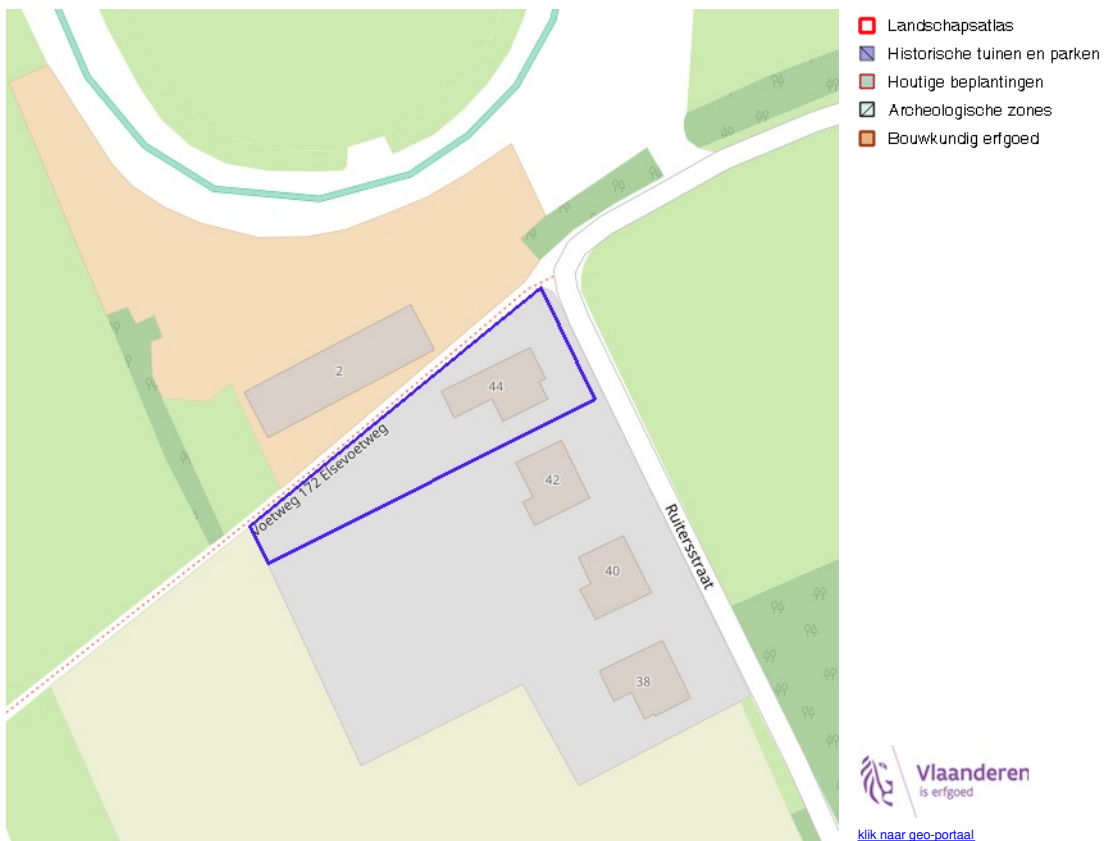 Landschapsatlas
Historische tuinen en parken
Houtige beplantingen
Archeologische zones
Bouwkundig erfgoed
2
44
Voetweg 172 Elsevoetweg
42
Ruitersstraat
40
38
Vlaanderen
is erfgoed
klik naar geo-portaal